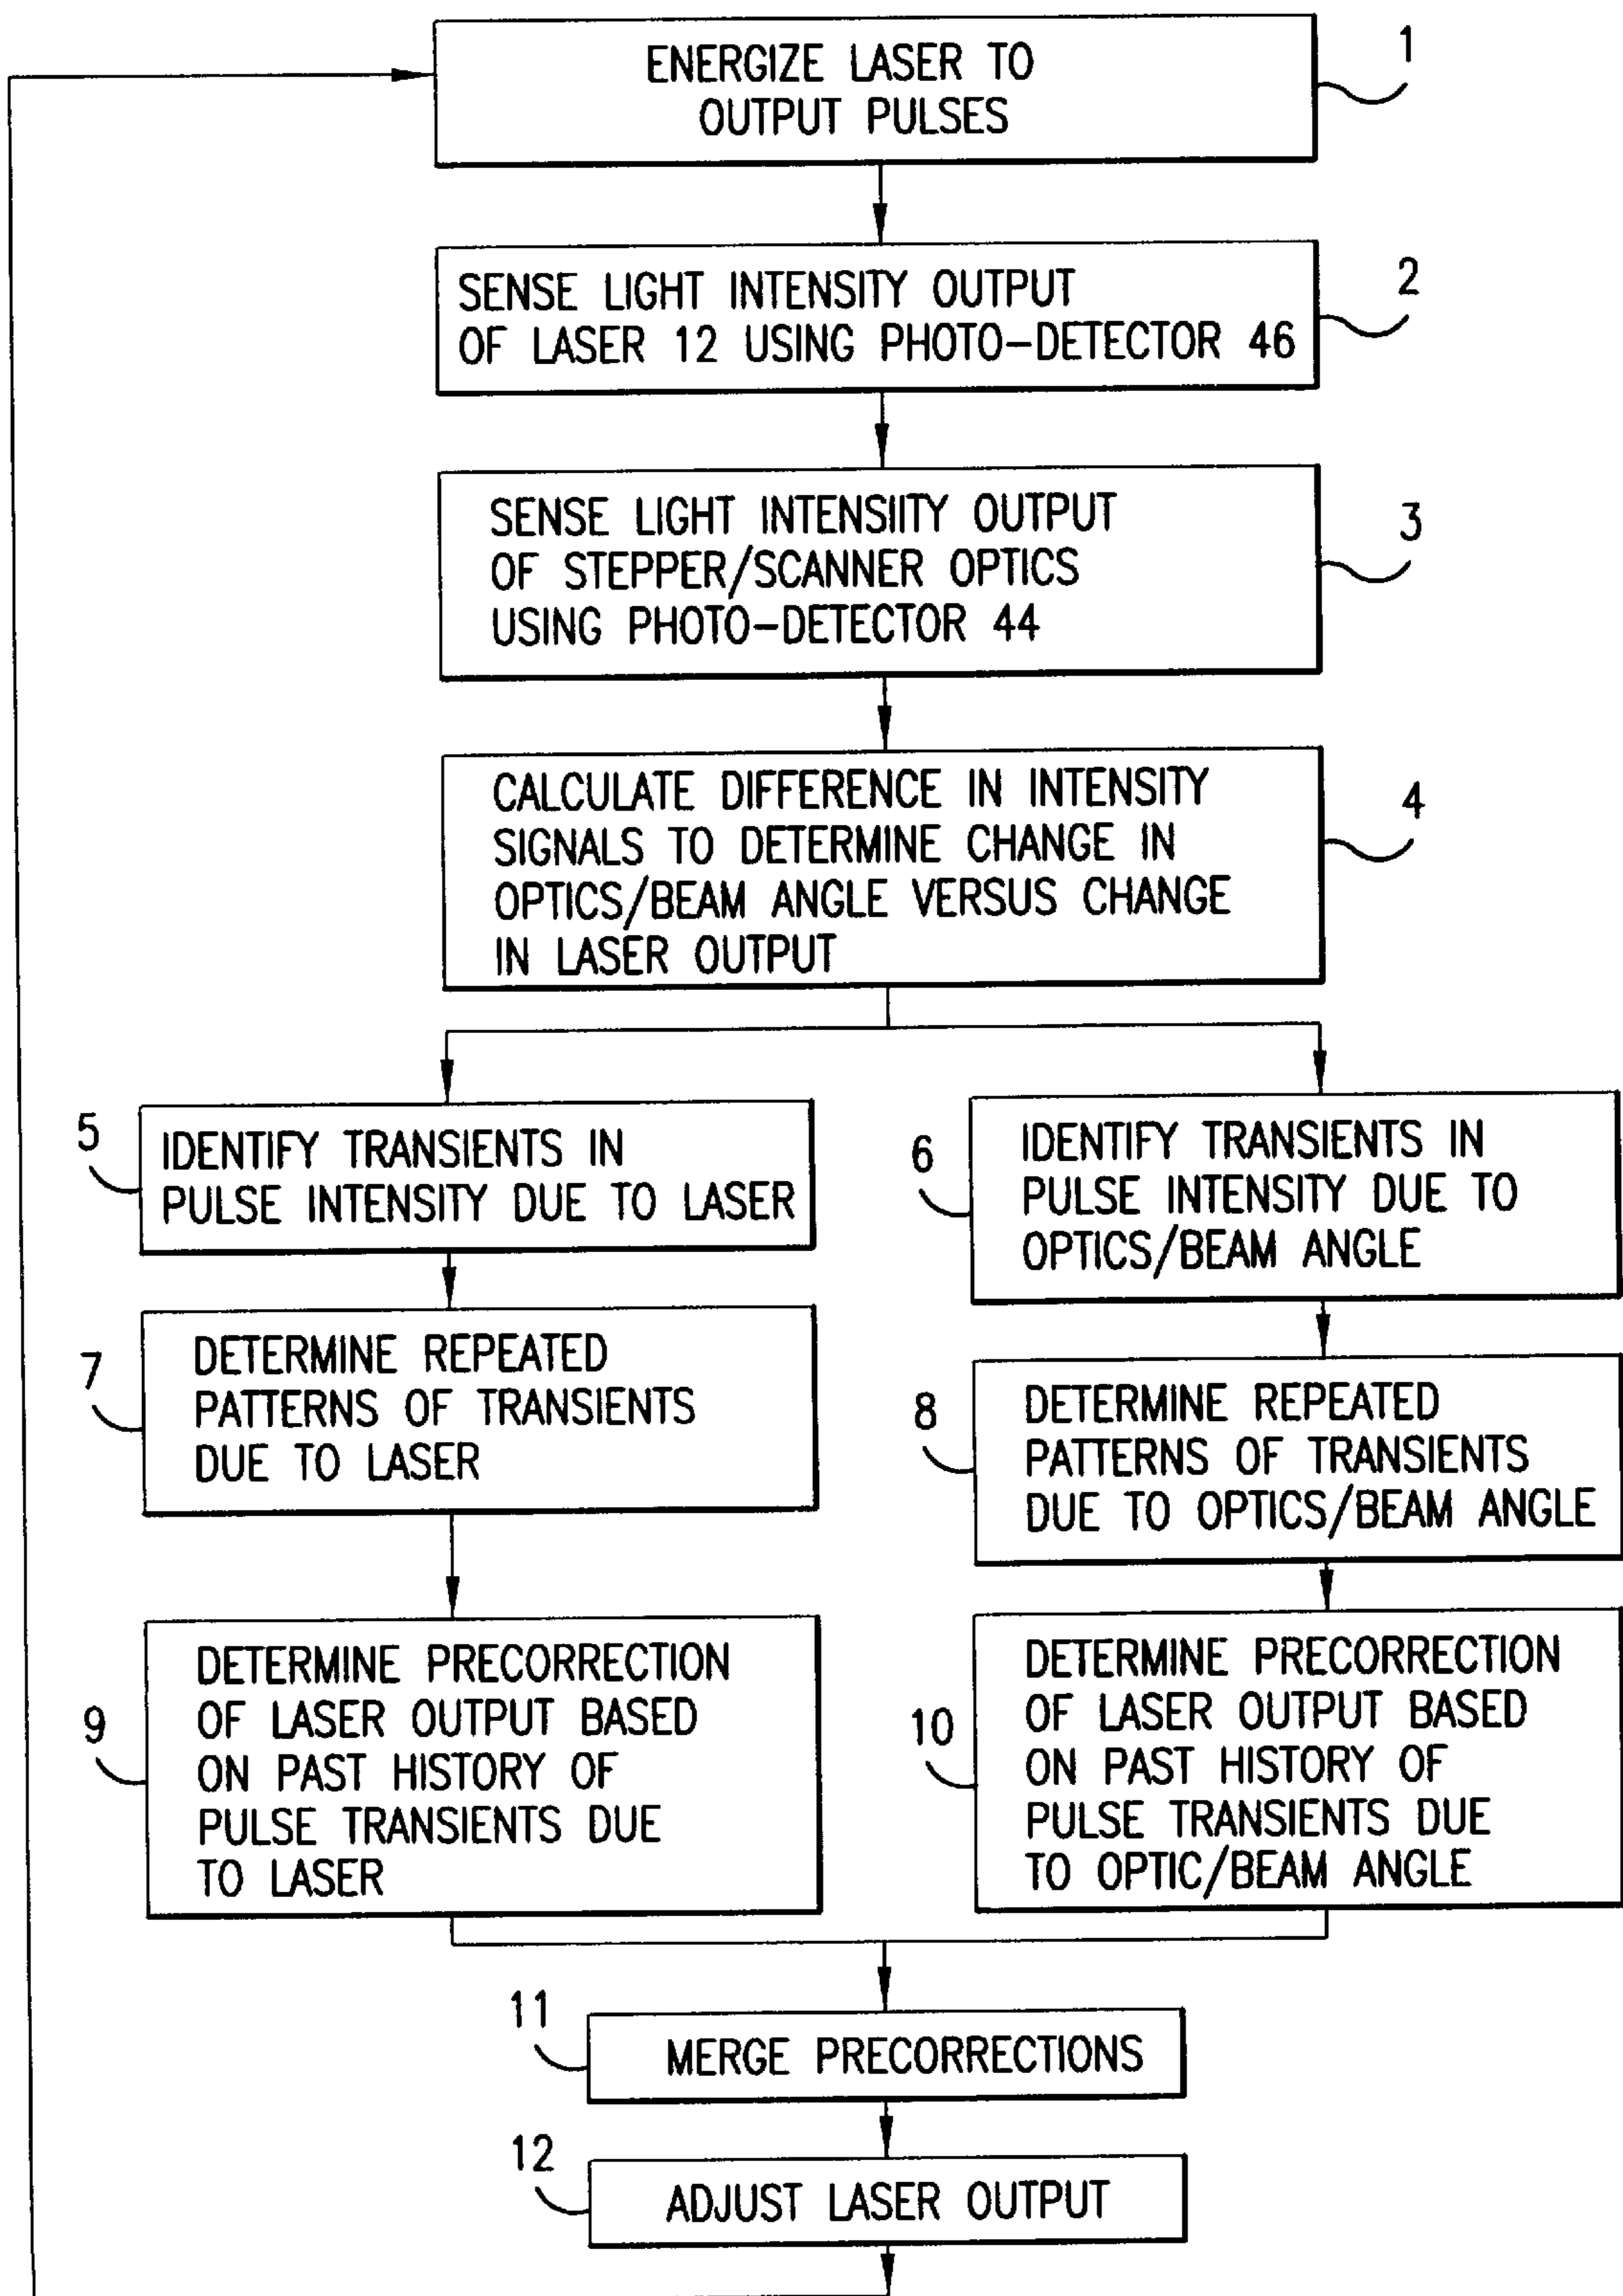 ENERGIZE LASER TO
OUTPUT PULSES
1
SENSE LIGHT INTENSITY OUTPUT
OF LASER 12 USING PHOTO-DETECTOR 46
2
SENSE LIGHT INTENSIITY OUTPUT
OF STEPPER/SCANNER OPTICS
USING PHOTO-DETECTOR 44
3
CALCULATE DIFFERENCE IN INTENSITY
SIGNALS TO DETERMINE CHANGE IN
OPTICS/BEAM ANGLE VERSUS CHANGE
IN LASER OUTPUT
4
5
IDENTIFY TRANSIENTS IN
PULSE INTENSITY DUE TO LASER
6
IDENTIFY TRANSIENTS IN
PULSE INTENSITY DUE TO
OPTICS/BEAM ANGLE
7
DETERMINE REPEATED
PATTERNS OF TRANSIENTS
DUE TO LASER
8
DETERMINE REPEATED
PATTERNS OF TRANSIENTS
DUE TO OPTICS/BEAM ANGLE
9
DETERMINE PRECORRECTION
OF LASER OUTPUT BASED
ON PAST HISTORY OF
PULSE TRANSIENTS DUE
TO LASER
10
DETERMINE PRECORRECTION
OF LASER OUTPUT BASED
ON PAST HISTORY OF
PULSE TRANSIENTS DUE
TO OPTIC/BEAM ANGLE
11
MERGE PRECORRECTIONS
12
ADJUST LASER OUTPUT